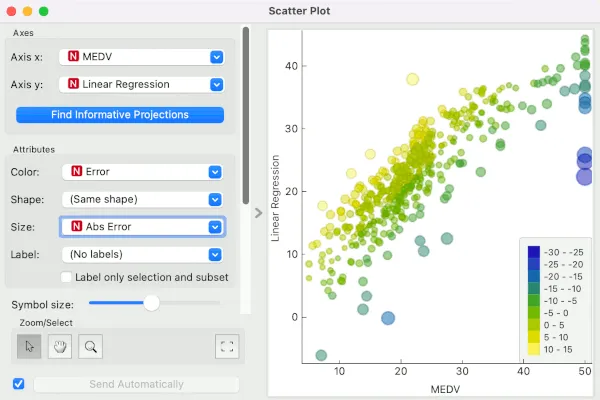 Scatter Plot
Axes
Axis x: N MEDV
Axis y: N Linear Regression
Find Informative Projections
Attributes
Color: N Error
Shape: (Same shape)
Size: N Abs Error
Label: (No labels)
Label only selection and subset
Symbol size:
Zoom/Select
Send Automatically
Linear Regression
40
30
20
10
0
10 20 30 40 50
MEDV
-30 - -25
-25 - -20
-20 - -15
-15 - -10
-10 - -5
-5 - 0
0 - 5
5 - 10
10 - 15